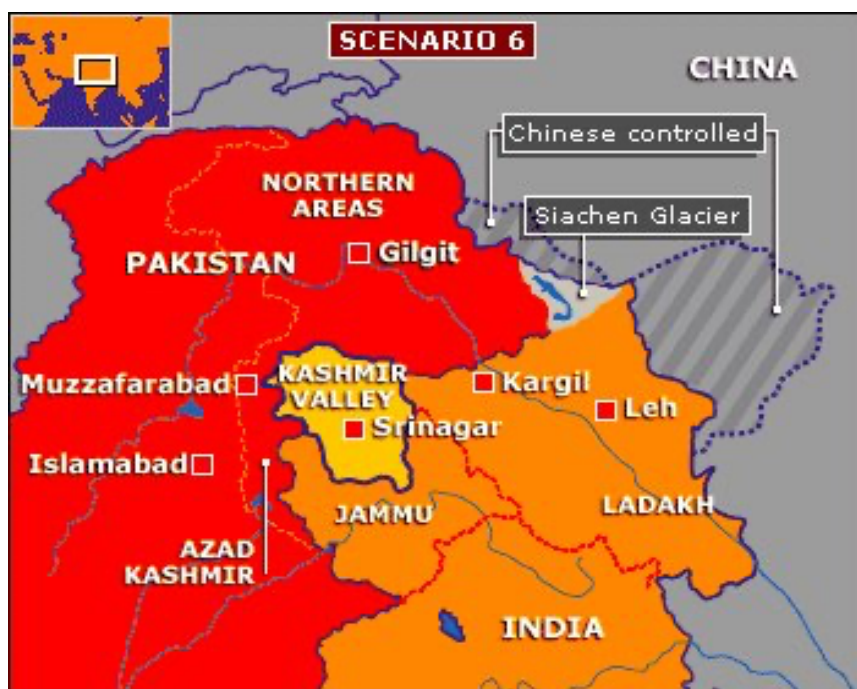 SCENARIO 6
CHINA
Chinese controlled
NORTHERN
AREAS
Siachen Glacier
PAKISTAN
Gilgit
KASHMIR
VALLEY
Muzzafarabad
Kargil
Leh
Srinagar
Islamabad
JAMMU
LADAKH
AZAD
KASHMIR
INDIA